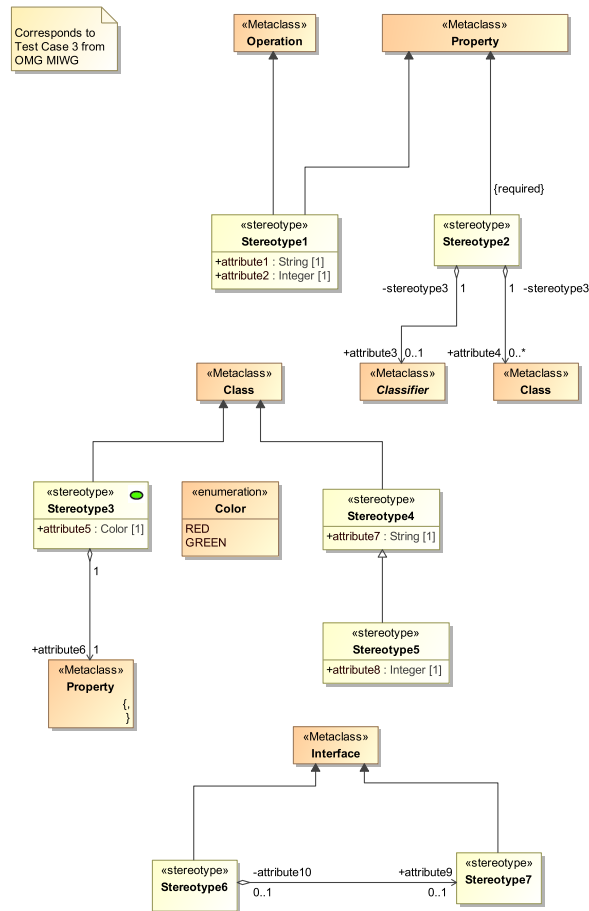 Corresponds to
Test Case 3 from
OMG MIWG
«Metaclass»
Operation
«Metaclass»
Property
{required}
«stereotype»
Stereotype1
+attribute1 : String [1]
+attribute2 : Integer [1]
«stereotype»
Stereotype2
-stereotype3
1
1
-stereotype3
+attribute3
0..1
+attribute4
0..*
«Metaclass»
Classifier
«Metaclass»
Class
«Metaclass»
Class
«stereotype»
Stereotype3
+attribute5 : Color [1]
«enumeration»
Color
RED
GREEN
«stereotype»
Stereotype4
+attribute7 : String [1]
1
+attribute6
1
«Metaclass»
Property
{,
}
«stereotype»
Stereotype5
+attribute8 : Integer [1]
«Metaclass»
Interface
«stereotype»
Stereotype6
-attribute10
0..1
+attribute9
0..1
«stereotype»
Stereotype7